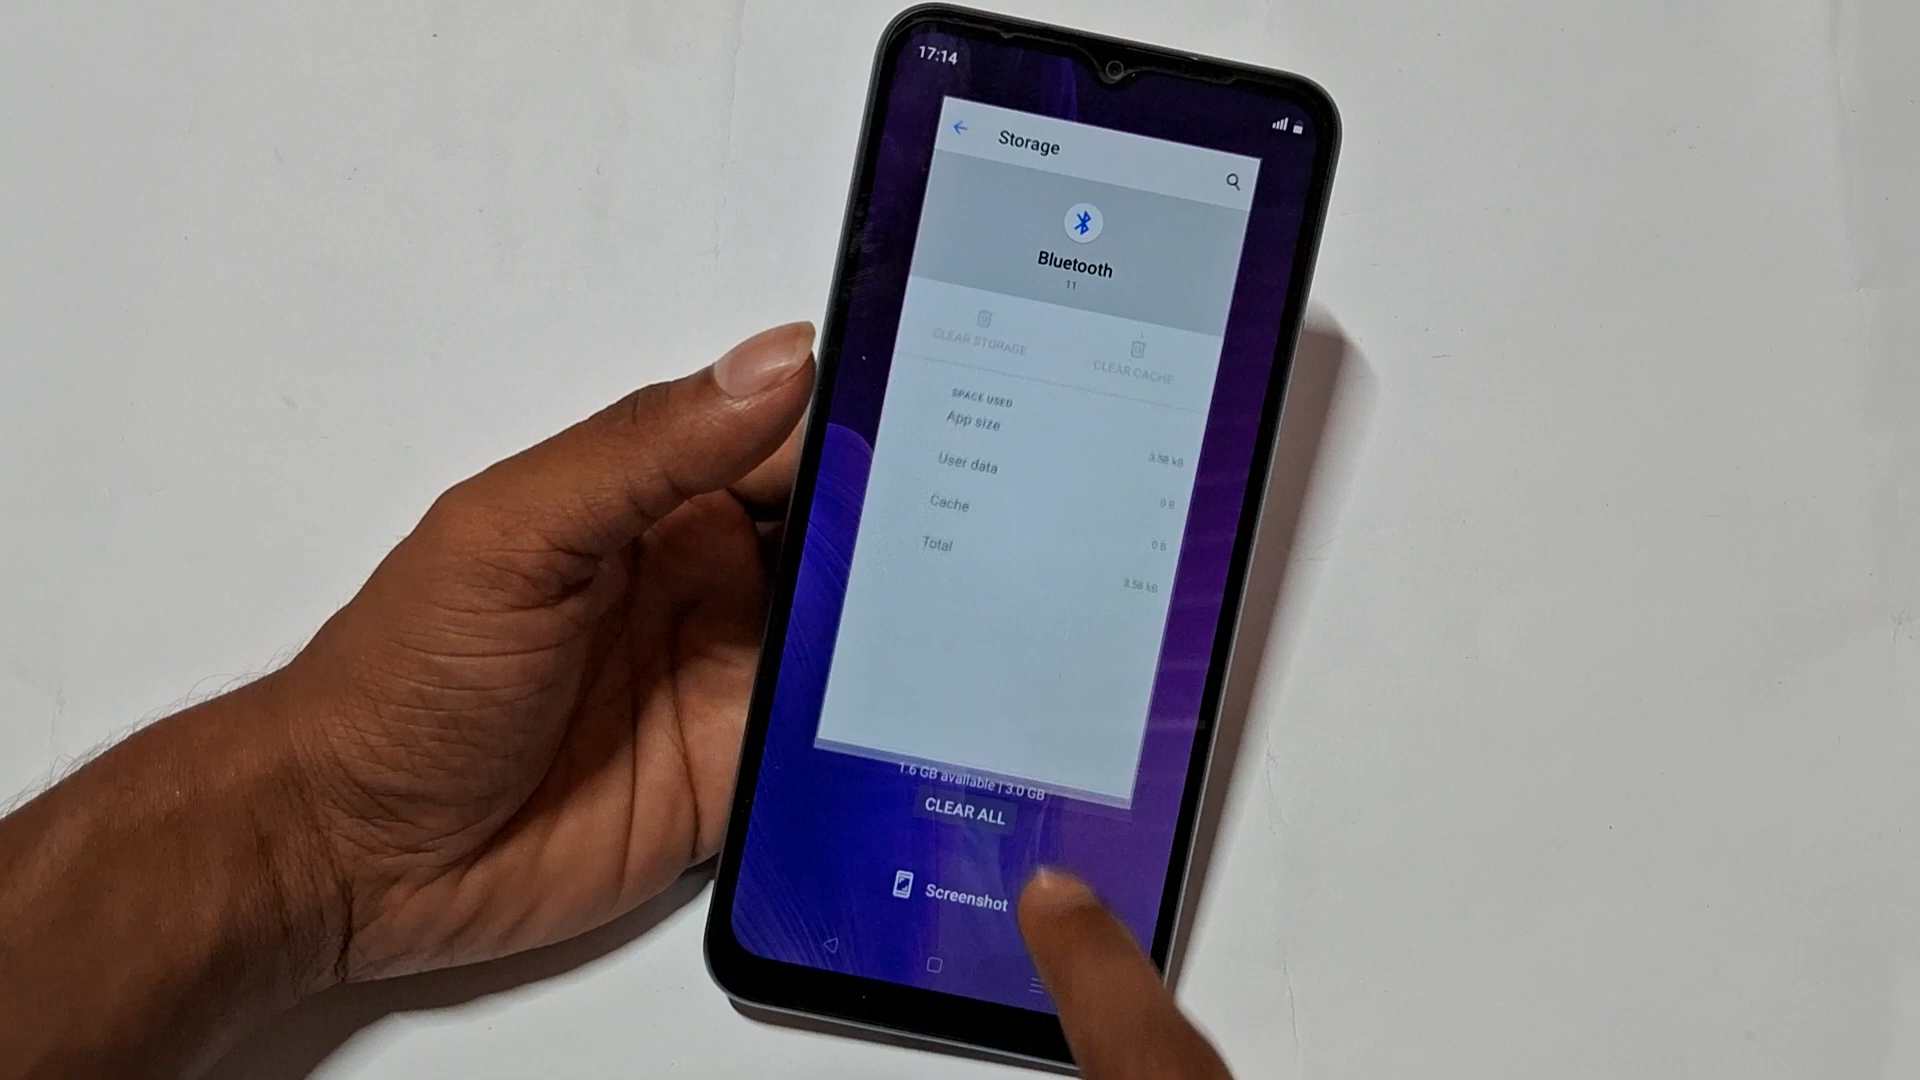 17:14
Storage
Bluetooth
11
CLEAR STORAGE
CLEAR CACHE
SPACE USED
App size
3.58 kB
User data
0 B
Cache
0 B
Total
3.58 kB
1.6 GB available | 3.0 GB
CLEAR ALL
Screenshot